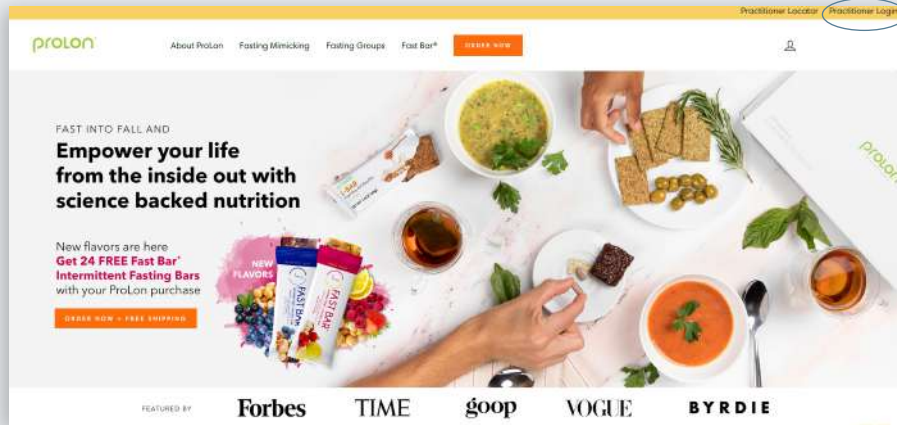 Practitioner Locator Practitioner Login
PROLON
About ProLon Fasting Mimicking Fasting Groups Fast Bar® ORDER NOW
FAST INTO FALL AND
Empower your life
from the inside out with
science backed nutrition
New flavors are here
Get 24 FREE Fast Bar®
Intermittent Fasting Bars
with your ProLon purchase
ORDER NOW + FREE SHIPPING
NEW
FLAVORS
FAST BAR
FAST BAR
L-BAR
PROLON
FEATURED BY Forbes TIME goop VOGUE BYRDIE